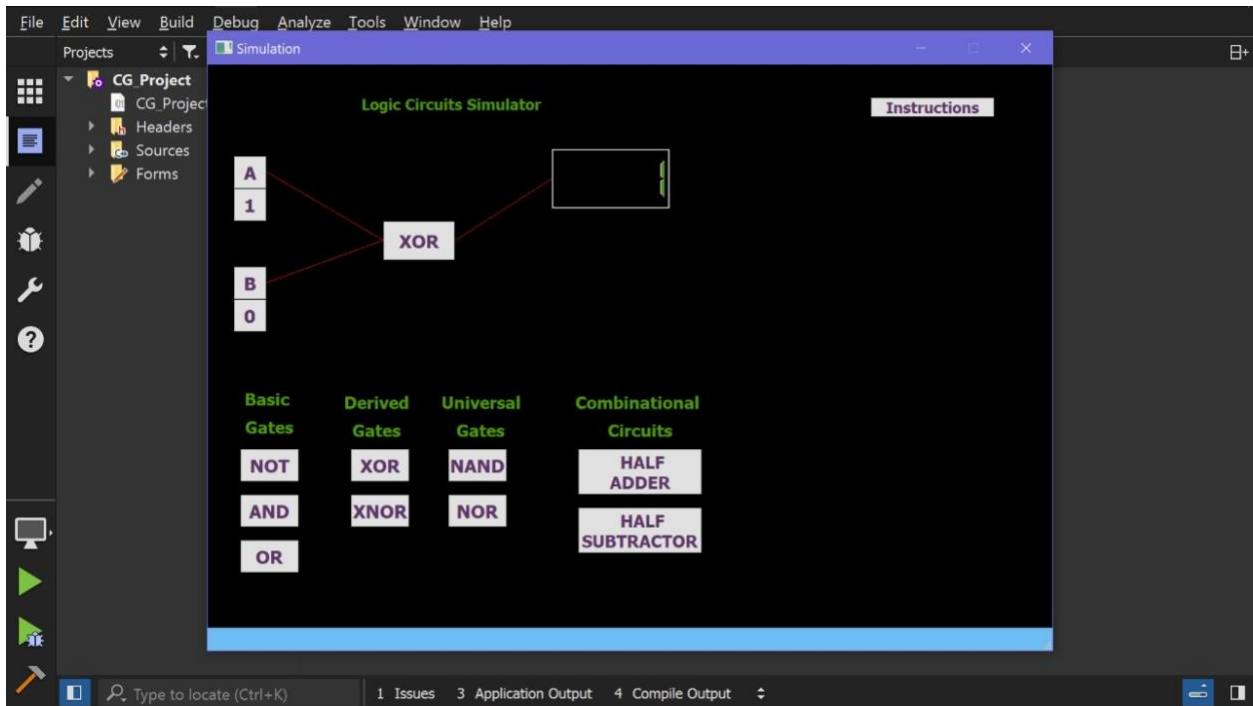 File Edit View Build Debug Analyze Tools Window Help
Projects
Simulation
CG_Project
CG_Projec
Headers
Sources
Forms
Logic Circuits Simulator
Instructions
A
1
XOR
B
0
Basic
Gates
Derived
Gates
Universal
Gates
Combinational
Circuits
NOT
XOR
NAND
HALF
ADDER
AND
XNOR
NOR
HALF
SUBTRACTOR
OR
Type to locate (Ctrl+K)
1 Issues 3 Application Output 4 Compile Output